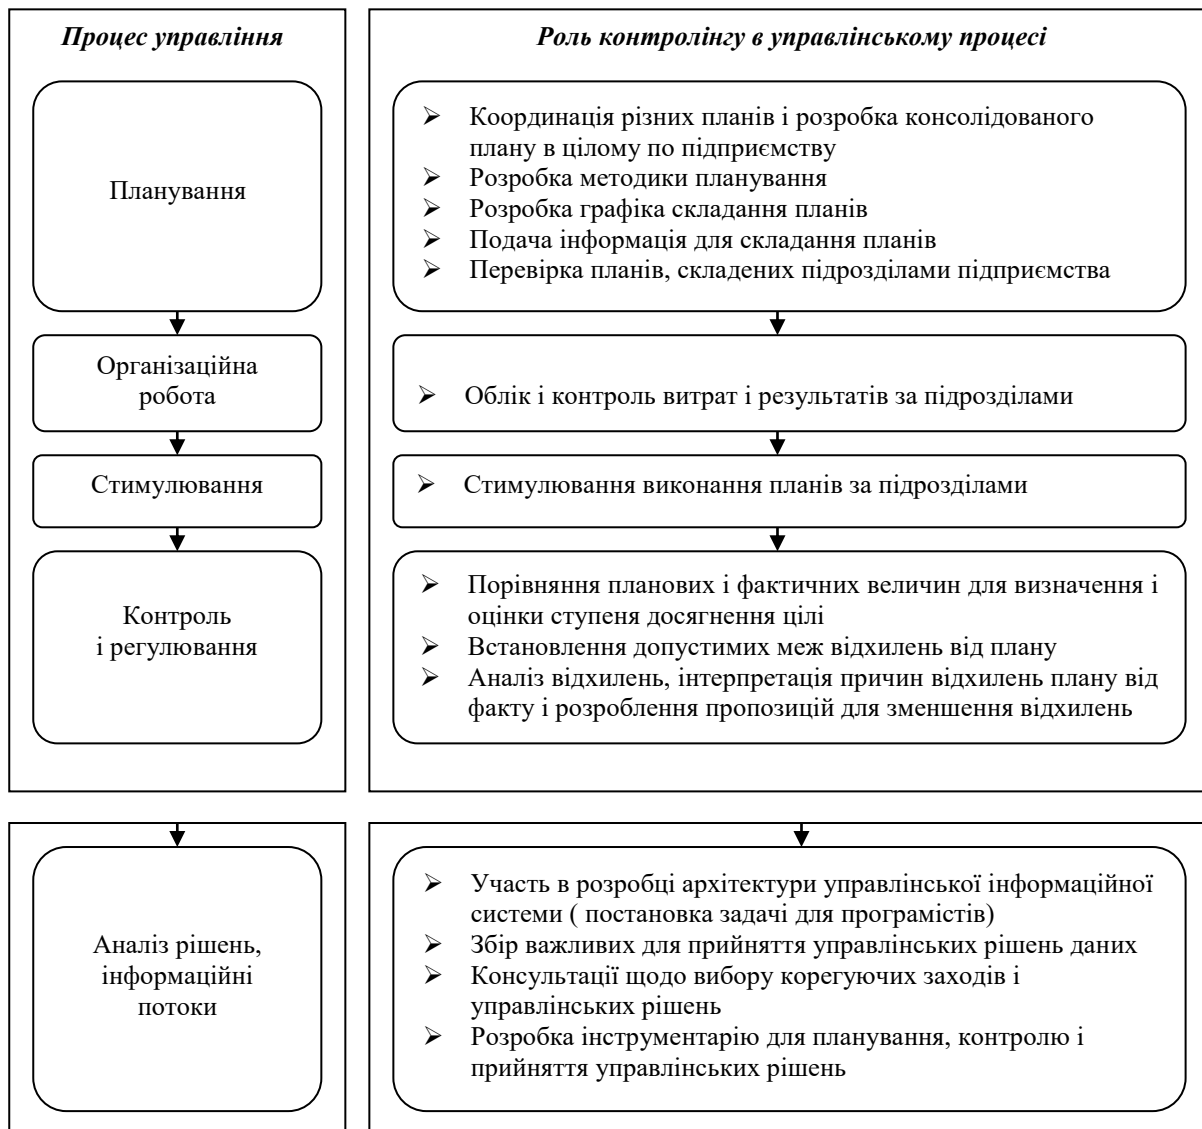 Процес управління
Роль контролінгу в управлінському процесі
Планування
➢ Координація різних планів і розробка консолідованого
плану в цілому по підприємству
➢ Розробка методики планування
➢ Розробка графіка складання планів
➢ Подача інформація для складання планів
➢ Перевірка планів, складених підрозділами підприємства
Організаційна
робота
➢ Облік і контроль витрат і результатів за підрозділами
Стимулювання
➢ Стимулювання виконання планів за підрозділами
Контроль
і регулювання
➢ Порівняння планових і фактичних величин для визначення і
оцінки ступеня досягнення цілі
➢ Встановлення допустимих меж відхилень від плану
➢ Аналіз відхилень, інтерпретація причин відхилень плану від
факту і розроблення пропозицій для зменшення відхилень
Аналіз рішень,
інформаційні
потоки
➢ Участь в розробці архітектури управлінської інформаційної
системи ( постановка задачі для програмістів)
➢ Збір важливих для прийняття управлінських рішень даних
➢ Консультації щодо вибору корегуючих заходів і
управлінських рішень
➢ Розробка інструментарію для планування, контролю і
прийняття управлінських рішень